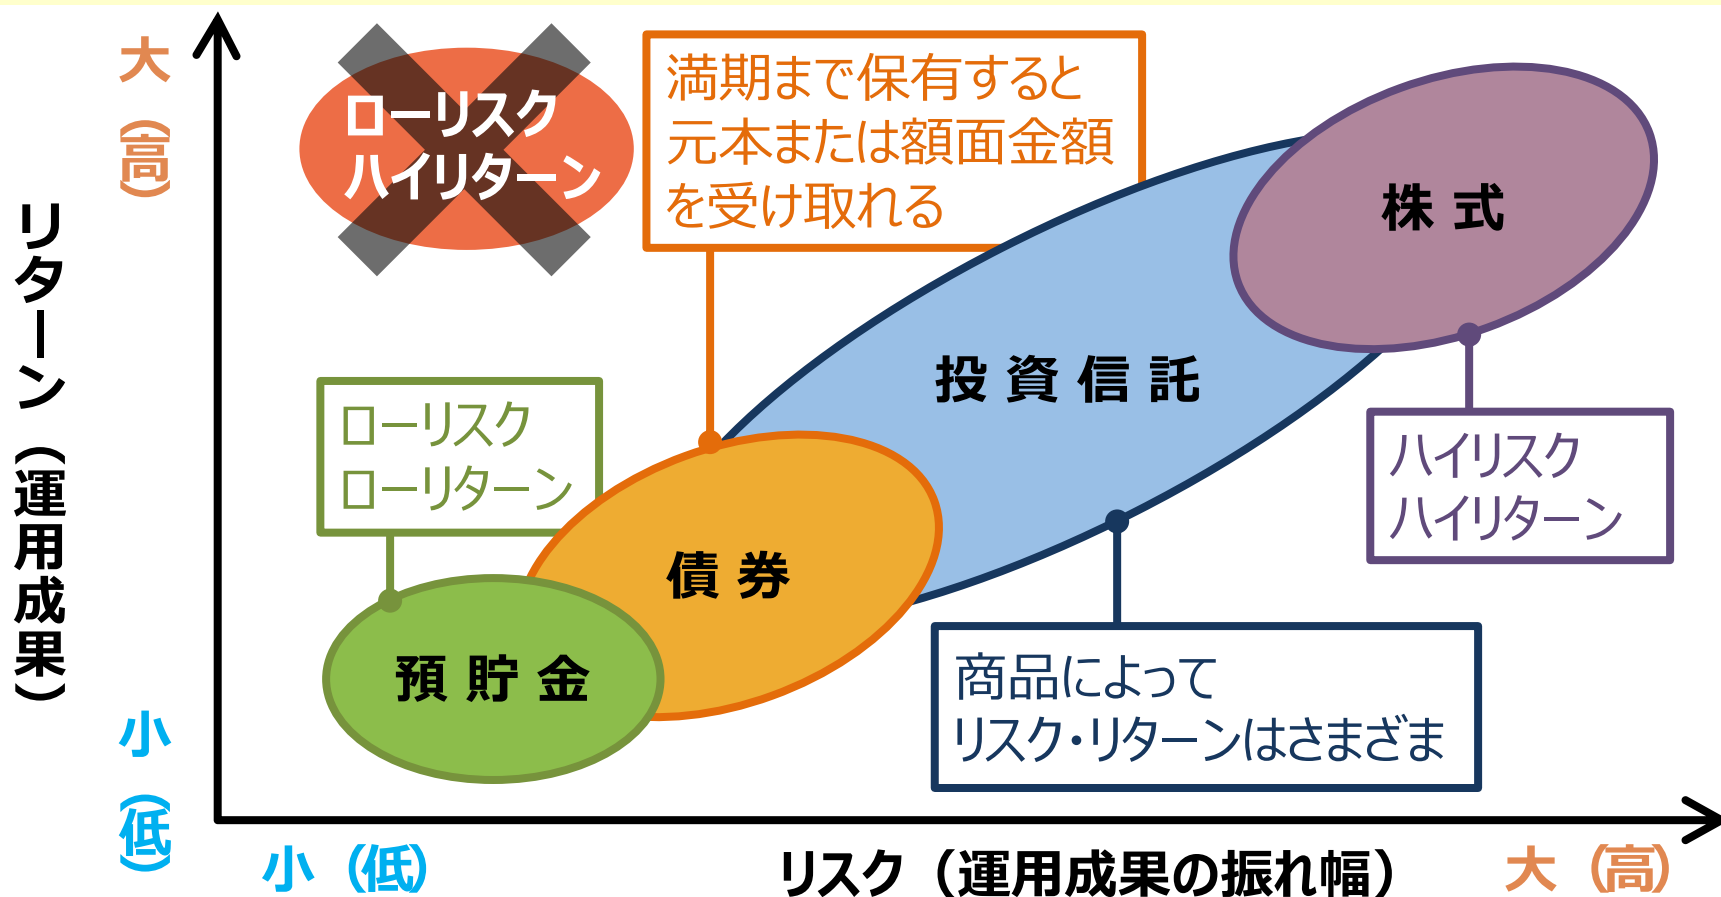 大（高）
ローリスク
ハイリターン
満期まで保有すると
元本または額面金額
を受け取れる
株式
リターン（運用成果）
投資信託
ローリスク
ローリターン
ハイリスク
ハイリターン
債券
預貯金
商品によって
リスク・リターンはさまざま
小（低）
小（低）
リスク（運用成果の振れ幅）
大（高）